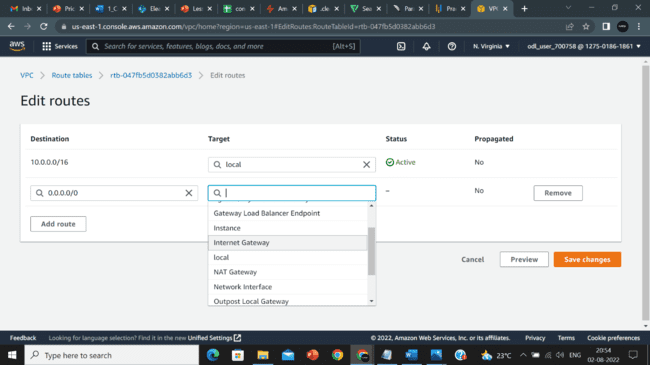 Inb
Pri
1_C
Ele
Les
con
Am
.cle
Sea
Par
Pra
VPC
us-east-1.console.aws.amazon.com/vpc/home?region=us-east-1#EditRoutes:RouteTableId=rtb-047fb5d0382abb6d3
aws
Services
Search for services, features, blogs, docs, and more
[Alt+S]
N. Virginia
odl_user_700758 @ 1275-0186-1861
VPC
Route tables
rtb-047fb5d0382abb6d3
Edit routes
Edit routes
Destination
Target
Status
Propagated
10.0.0.0/16
local
Active
No
0.0.0.0/0
–
No
Remove
Gateway Load Balancer Endpoint
Instance
Internet Gateway
local
NAT Gateway
Network Interface
Outpost Local Gateway
Add route
Cancel
Preview
Save changes
Feedback
Looking for language selection? Find it in the new Unified Settings
© 2022, Amazon Web Services, Inc. or its affiliates.
Privacy
Terms
Cookie preferences
Type here to search
23°C
ENG
20:54
02-08-2022